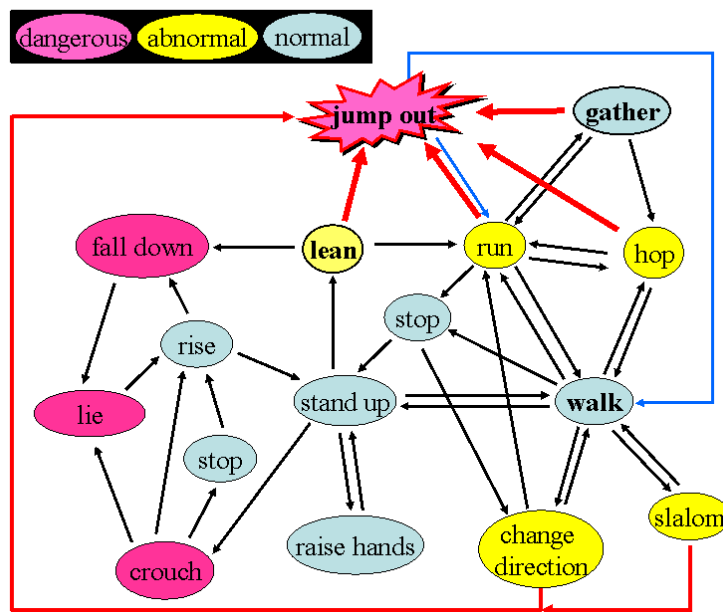 dangerous abnormal normal
jump out
gather
fall down
lean
run
hop
stop
rise
stand up
walk
lie
stop
slalom
raise hands
change
direction
crouch